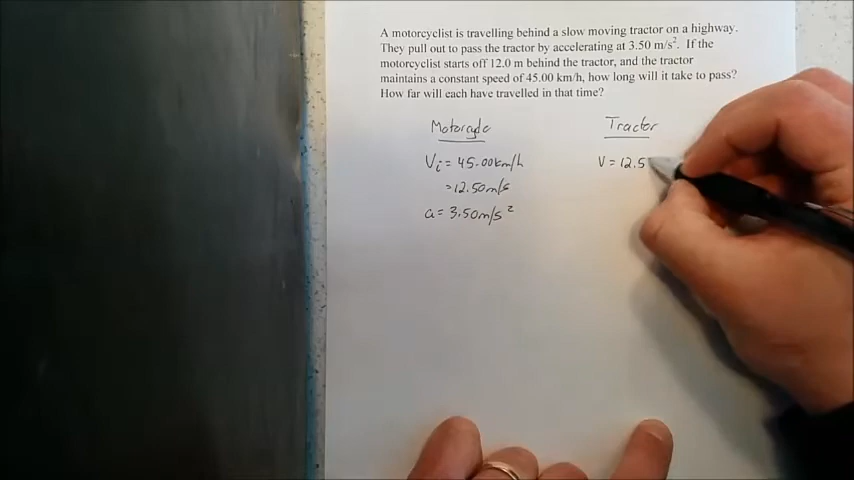 A motorcyclist is travelling behind a slow moving tractor on a highway.
They pull out to pass the tractor by accelerating at 3.50 m/s². If the
motorcyclist starts off 12.0 m behind the tractor, and the tractor
maintains a constant speed of 45.00 km/h, how long will it take to pass?
How far will each have travelled in that time?
Motorcycle Tractor
Vi = 45.00km/h V = 12.5
= 12.50m/s
a = 3.50m/s²